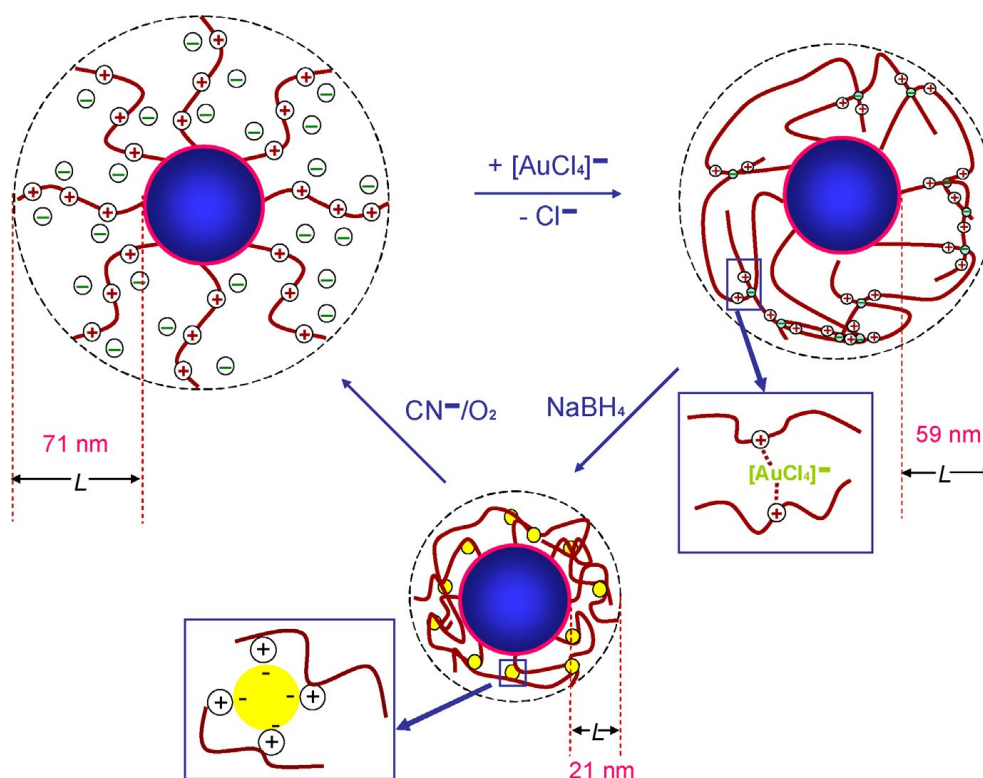 + [AuCl₄]⁻
- Cl⁻
CN⁻/O₂
NaBH₄
71 nm
L
59 nm
L
[AuCl₄]⁻
L
21 nm